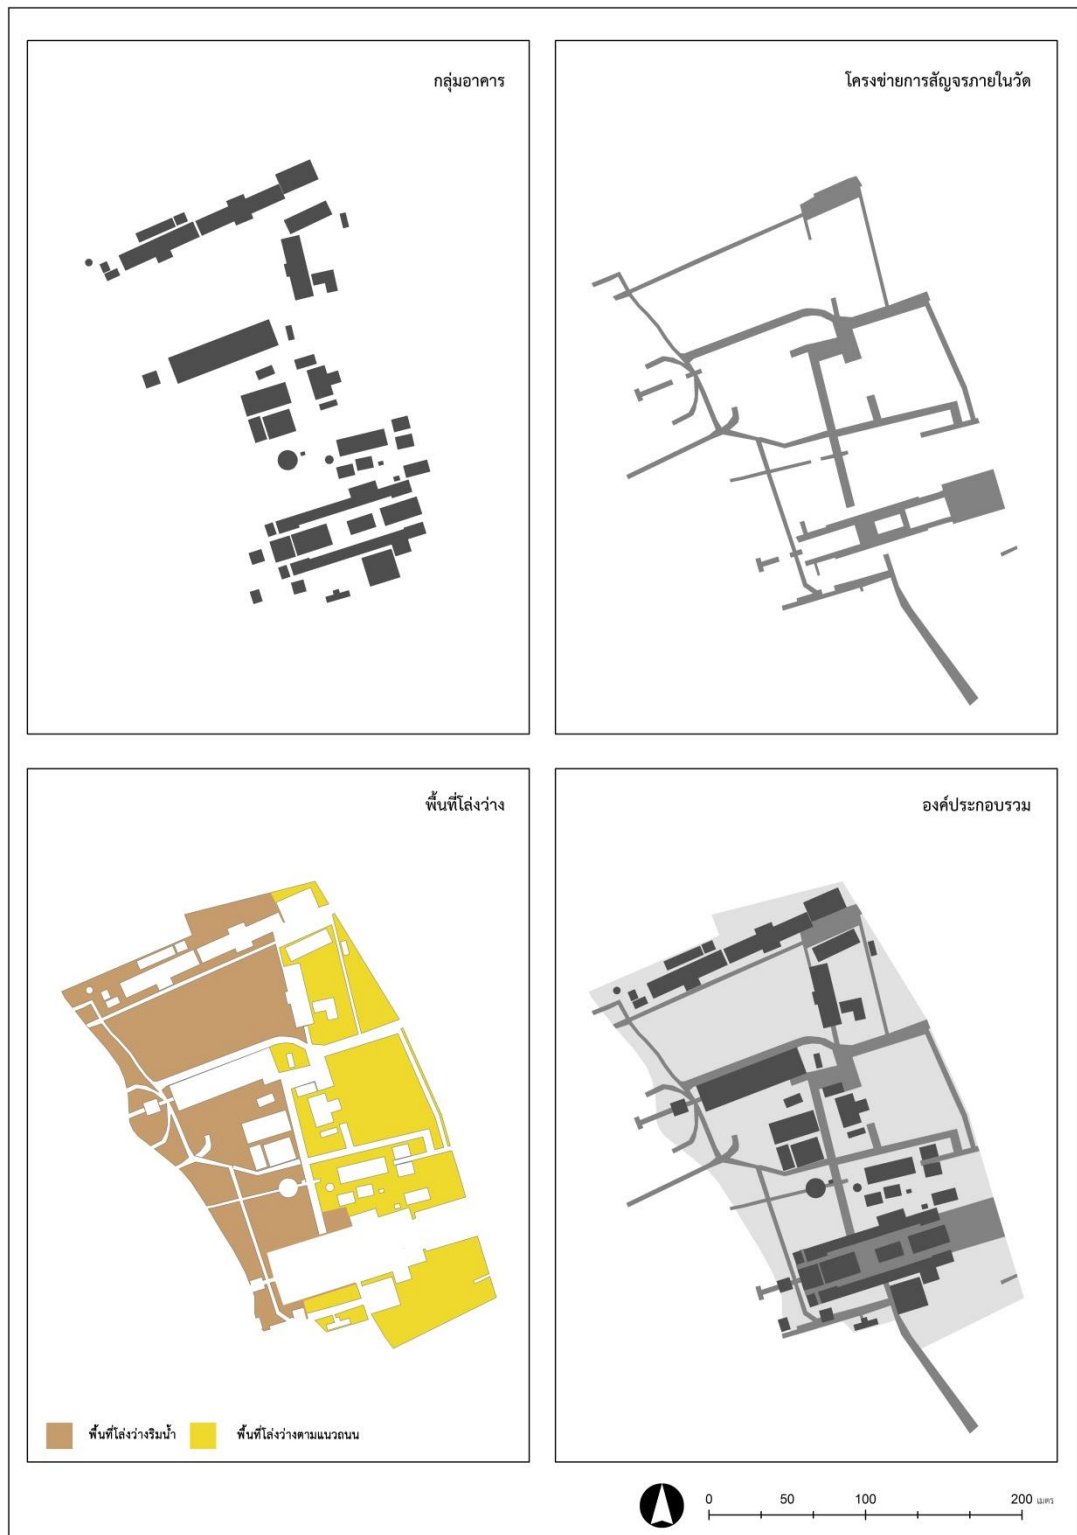 กลุ่มอาคาร
โครงข่ายการสัญจรภายในวัด
พื้นที่โล่งว่าง
องค์ประกอบรวม
พื้นที่โล่งว่างริมน้ำ
พื้นที่โล่งว่างตามแนวถนน
0 50 100 200 เมตร